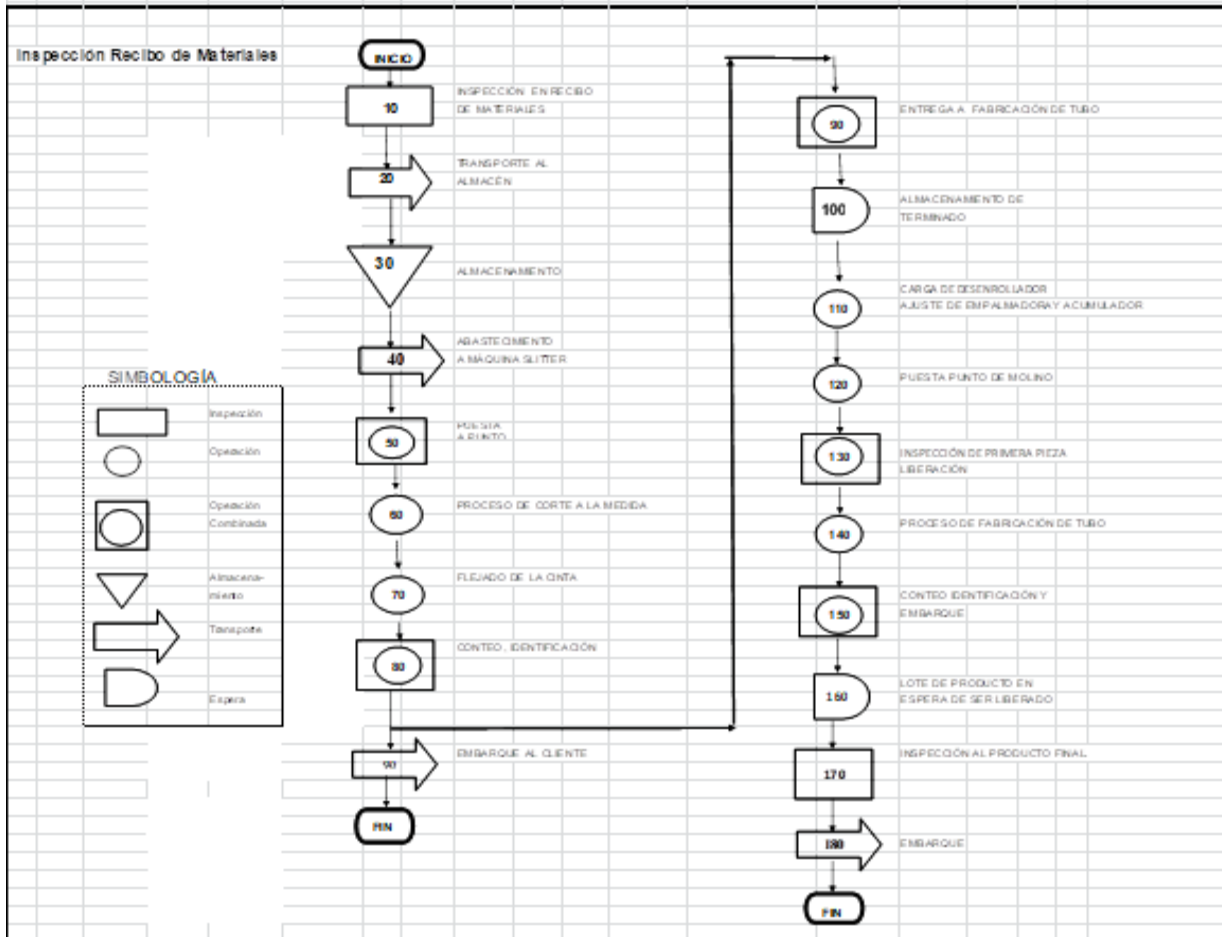 Inspección Recibo de Materiales
INICIO
10
INSPECCIÓN EN RECIBO
DE MATERIALES
20
TRANSPORTE AL
ALMACÉN
30
ALMACENAMIENTO
40
ABASTECIMIENTO
A MÁQUINA SLITTER
50
PUESTA
A PUNTO
60
PROCESO DE CORTE A LA MEDIDA
70
FLEJADO DE LA CINTA
80
CONTEO, IDENTIFICACIÓN
90
EMBARQUE AL CLIENTE
FIN
SIMBOLOGÍA
Inspección
Operación
Operación
Combinada
Almacena-
miento
Transporte
Espera
90
ENTREGA A FABRICACIÓN DE TUBO
100
ALMACENAMIENTO DE
TERMINADO
110
CARGA DE DESENROLLADOR
AJUSTE DE EMPALMADORA Y ACUMULADOR
120
PUESTA PUNTO DE MOLINO
130
INSPECCIÓN DE PRIMERA PIEZA
LIBERACIÓN
140
PROCESO DE FABRICACIÓN DE TUBO
150
CONTEO IDENTIFICACIÓN Y
EMBARQUE
160
LOTE DE PRODUCTO EN
ESPERA DE SER LIBERADO
170
INSPECCIÓN AL PRODUCTO FINAL
180
EMBARQUE
FIN